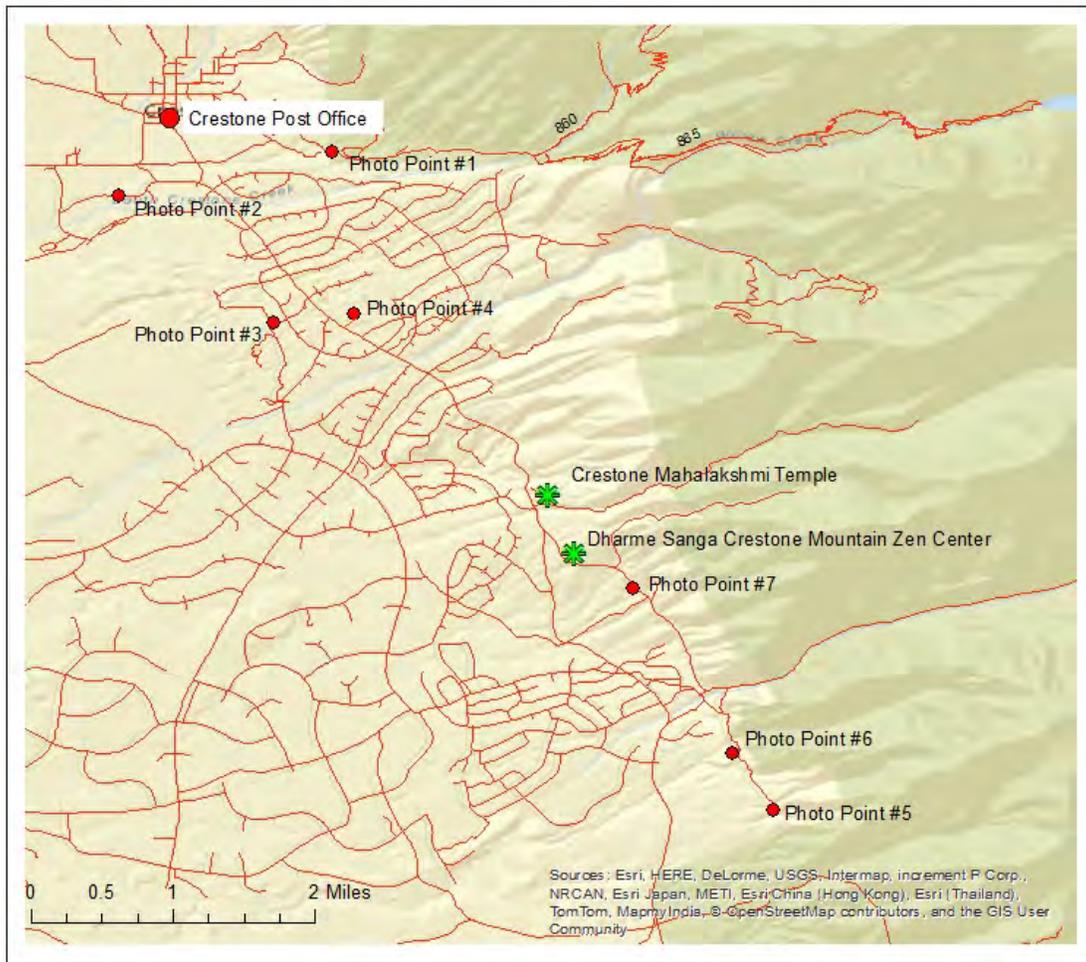 Crestone Post Office
860
865
Photo Point #1
Creek
Photo Point #2
Photo Point #4
Photo Point #3
Crestone Mahalakshmi Temple
Dharme Sanga Crestone Mountain Zen Center
Photo Point #7
Photo Point #6
Photo Point #5
0 0.5 1 2 Miles
Sources: Esri, HERE, DeLorme, USGS, Intermap, increment P Corp.,
NRCAN, Esri Japan, METI, Esri China (Hong Kong), Esri (Thailand),
TomTom, MapmyIndia, © OpenStreetMap contributors, and the GIS User
Community